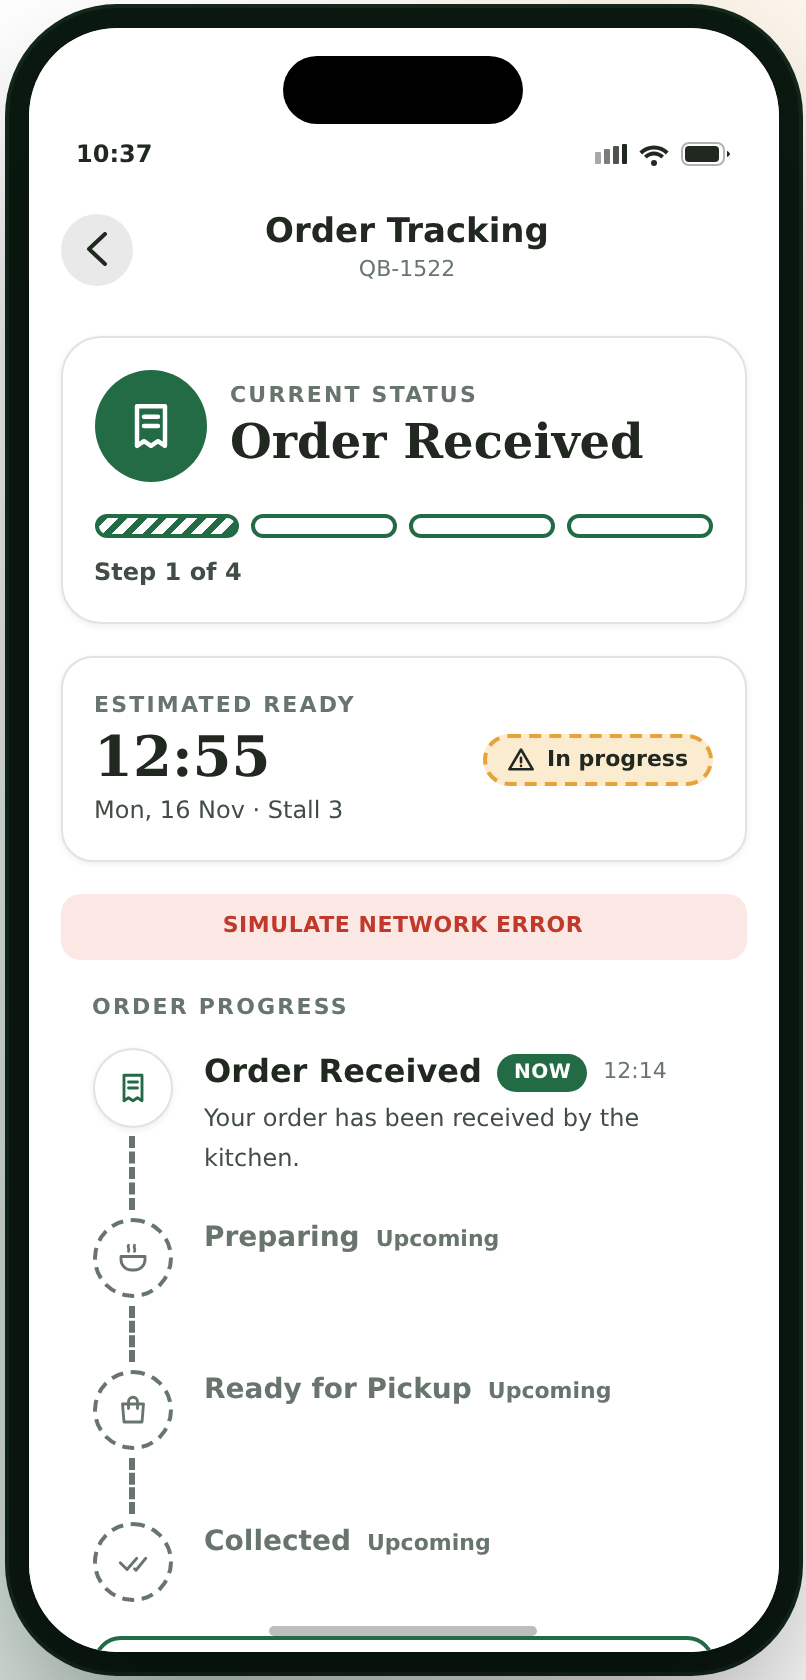 10:37
Order Tracking
QB-1522
CURRENT STATUS
Order Received
Step 1 of 4
ESTIMATED READY
12:55
In progress
Mon, 16 Nov · Stall 3
SIMULATE NETWORK ERROR
ORDER PROGRESS
Order Received NOW 12:14
Your order has been received by the
kitchen.
Preparing Upcoming
Ready for Pickup Upcoming
Collected Upcoming